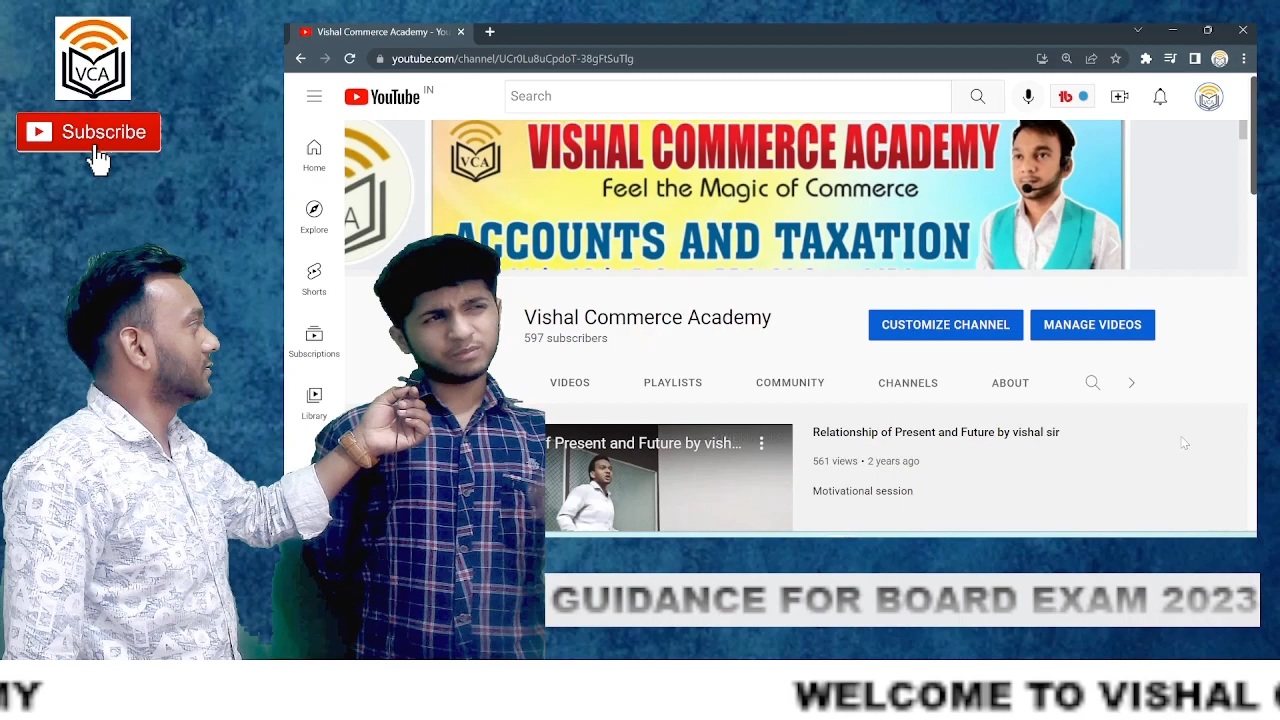 VCA
Subscribe
Vishal Commerce Academy - You
youtube.com/channel/UCr0Lu8uCpdoT-38gFtSuTlg
YouTube IN
Search
Home
Explore
Shorts
Subscriptions
Library
VCA
VISHAL COMMERCE ACADEMY
Feel the Magic of Commerce
ACCOUNTS AND TAXATION
Vishal Commerce Academy
597 subscribers
CUSTOMIZE CHANNEL
MANAGE VIDEOS
VIDEOS PLAYLISTS COMMUNITY CHANNELS ABOUT
of Present and Future by vish...
Relationship of Present and Future by vishal sir
561 views • 2 years ago
Motivational session
GUIDANCE FOR BOARD EXAM 2023
MY WELCOME TO VISHAL